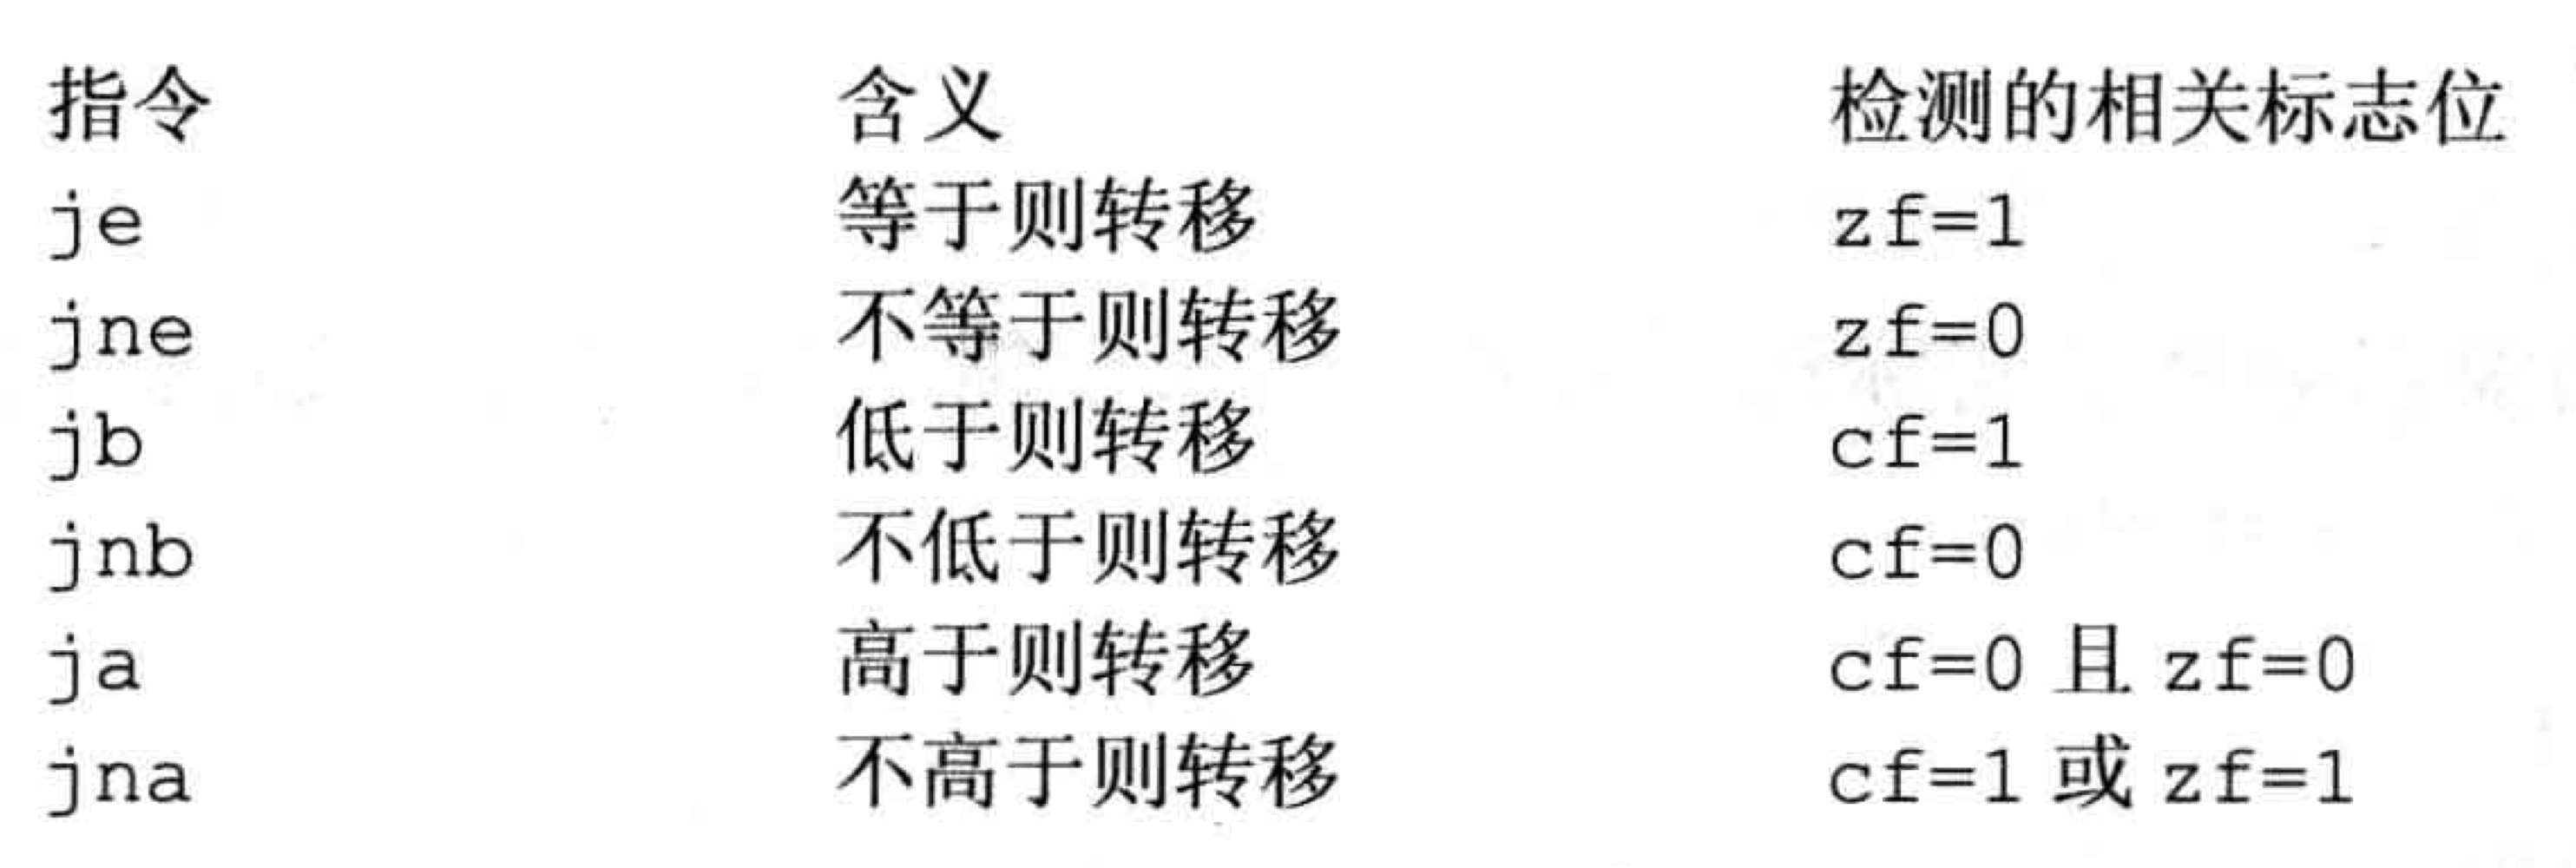 指令 含义 检测的相关标志位
je 等于则转移 zf=1
jne 不等于则转移 zf=0
jb 低于则转移 cf=1
jnb 不低于则转移 cf=0
ja 高于则转移 cf=0 且 zf=0
jna 不高于则转移 cf=1 或 zf=1